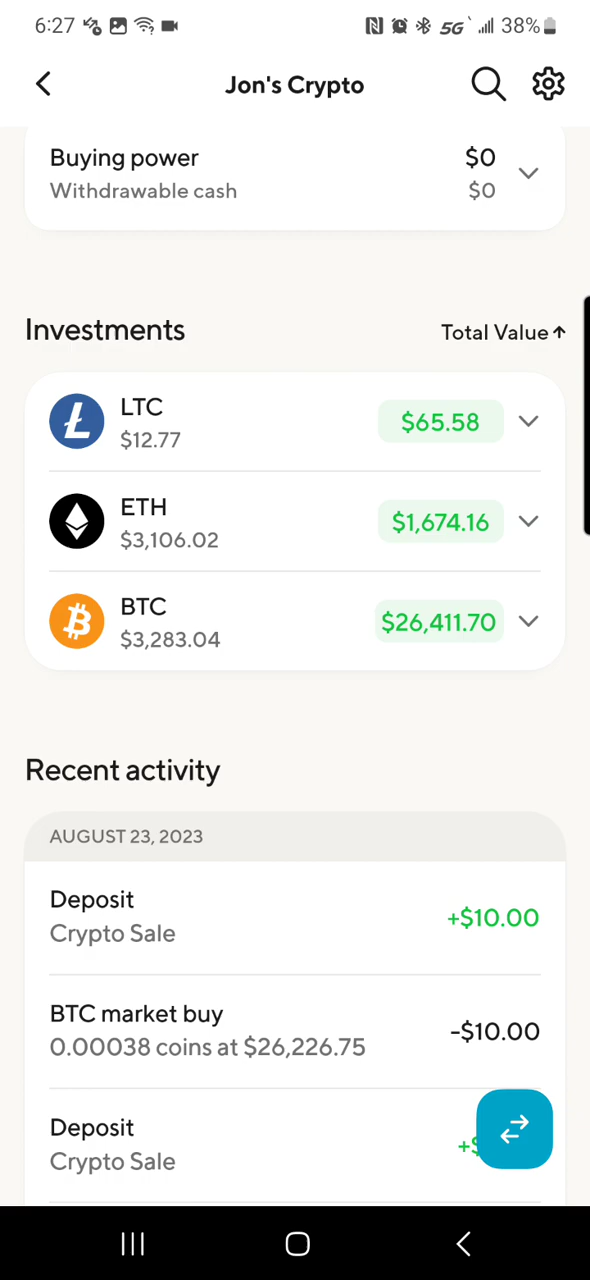 6:27 5G 38%
Jon's Crypto
Buying power $0
Withdrawable cash $0
Investments Total Value↑
LTC $65.58
$12.77
ETH $1,674.16
$3,106.02
BTC $26,411.70
$3,283.04
Recent activity
AUGUST 23, 2023
Deposit +$10.00
Crypto Sale
BTC market buy -$10.00
0.00038 coins at $26,226.75
Deposit +$
Crypto Sale